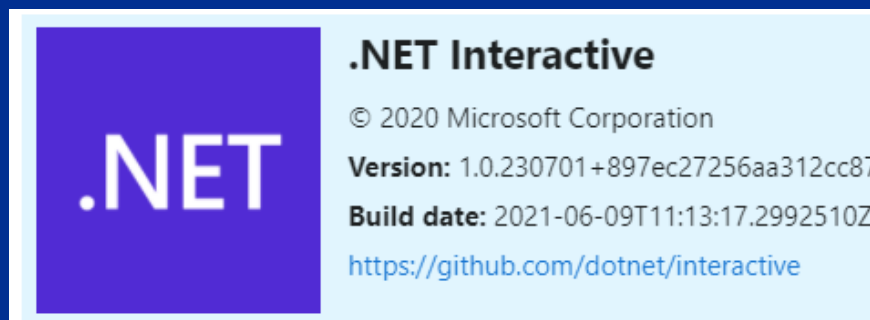 .NET
.NET Interactive
© 2020 Microsoft Corporation
Version: 1.0.230701+897ec27256aa312cc87
Build date: 2021-06-09T11:13:17.2992510Z
https://github.com/dotnet/interactive